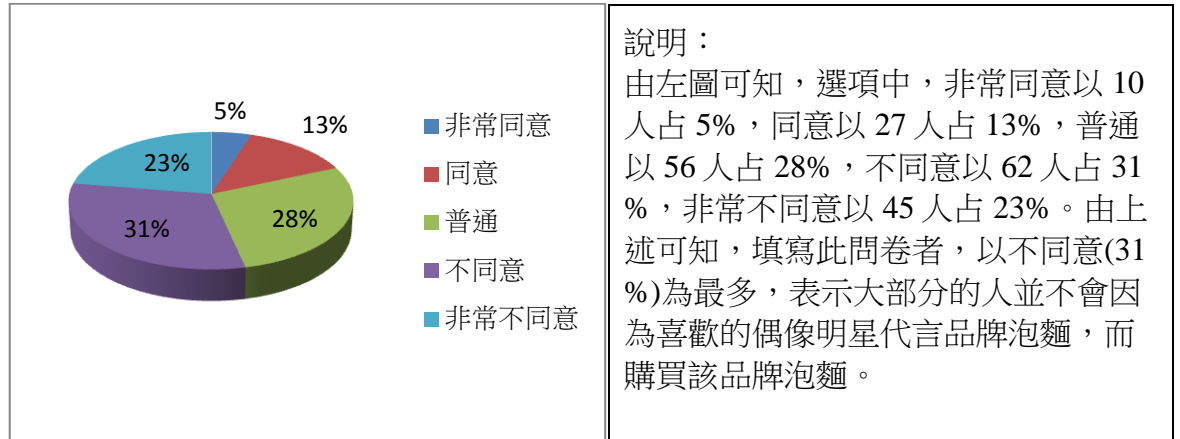 5%
13%
23%
31%
28%
非常同意
同意
普通
不同意
非常不同意
說明：
由左圖可知，選項中，非常同意以 10
人占 5%，同意以 27 人占 13%，普通
以 56 人占 28%，不同意以 62 人占 31
%，非常不同意以 45 人占 23%。由上
述可知，填寫此問卷者，以不同意(31
%)為最多，表示大部分的人並不會因
為喜歡的偶像明星代言品牌泡麵，而
購買該品牌泡麵。